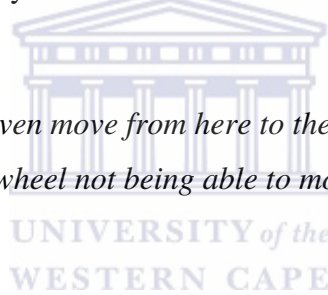 ven move from here to the
wheel not being able to mo
UNIVERSITY of the
WESTERN CAPE